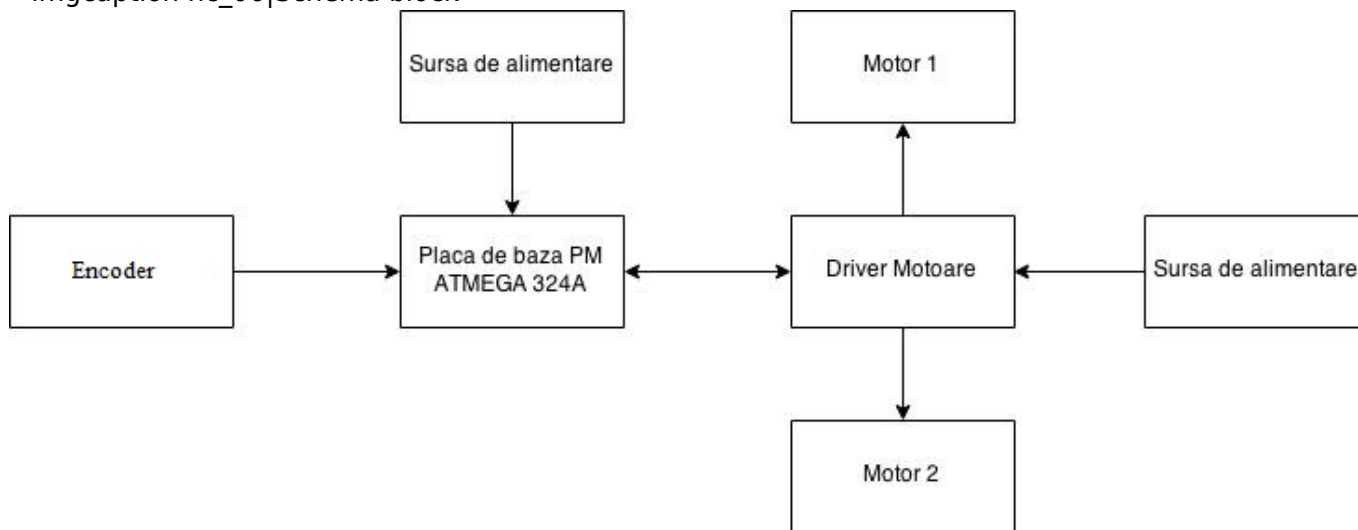 Sursa de alimentare
Motor 1
Encoder
Placa de baza PM
ATMEGA 324A
Driver Motoare
Sursa de alimentare
Motor 2